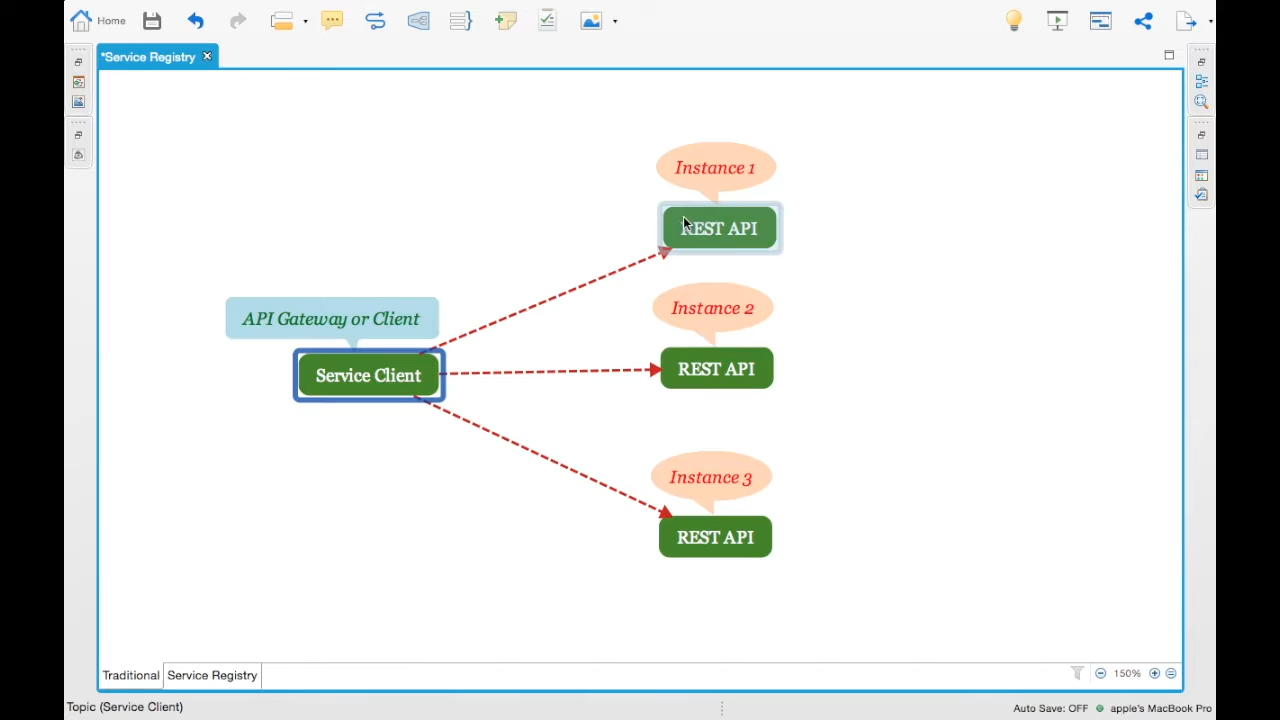 Home
*Service Registry
Instance 1
REST API
Instance 2
API Gateway or Client
REST API
Service Client
Instance 3
REST API
Traditional
Service Registry
150%
Topic (Service Client)
Auto Save: OFF
apple's MacBook Pro